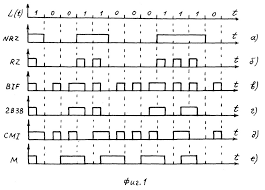 L(t) 1 0 0 1 1 0 0 0 1 1 1 0 t
NRZ t а)
RZ t б)
BIF t в)
2B3B t г)
CMI t д)
M t е)
Фиг.1